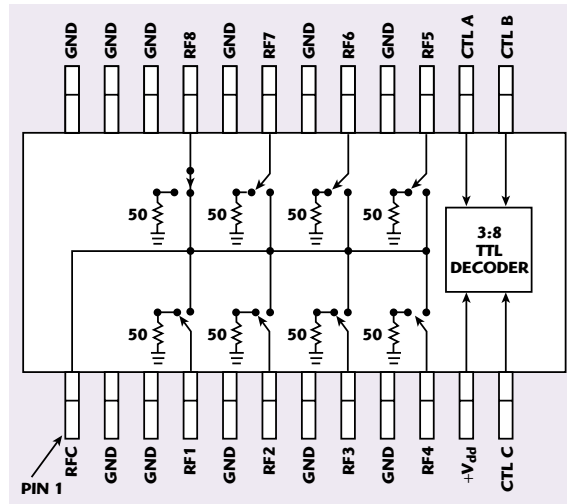 GND
GND
GND
RF8
GND
RF7
GND
RF6
GND
RF5
CTL A
CTL B
50
50
50
50
3:8
TTL
DECODER
50
50
50
50
RFC
GND
GND
RF1
GND
RF2
GND
RF3
GND
RF4
+Vdd
CTL C
PIN 1